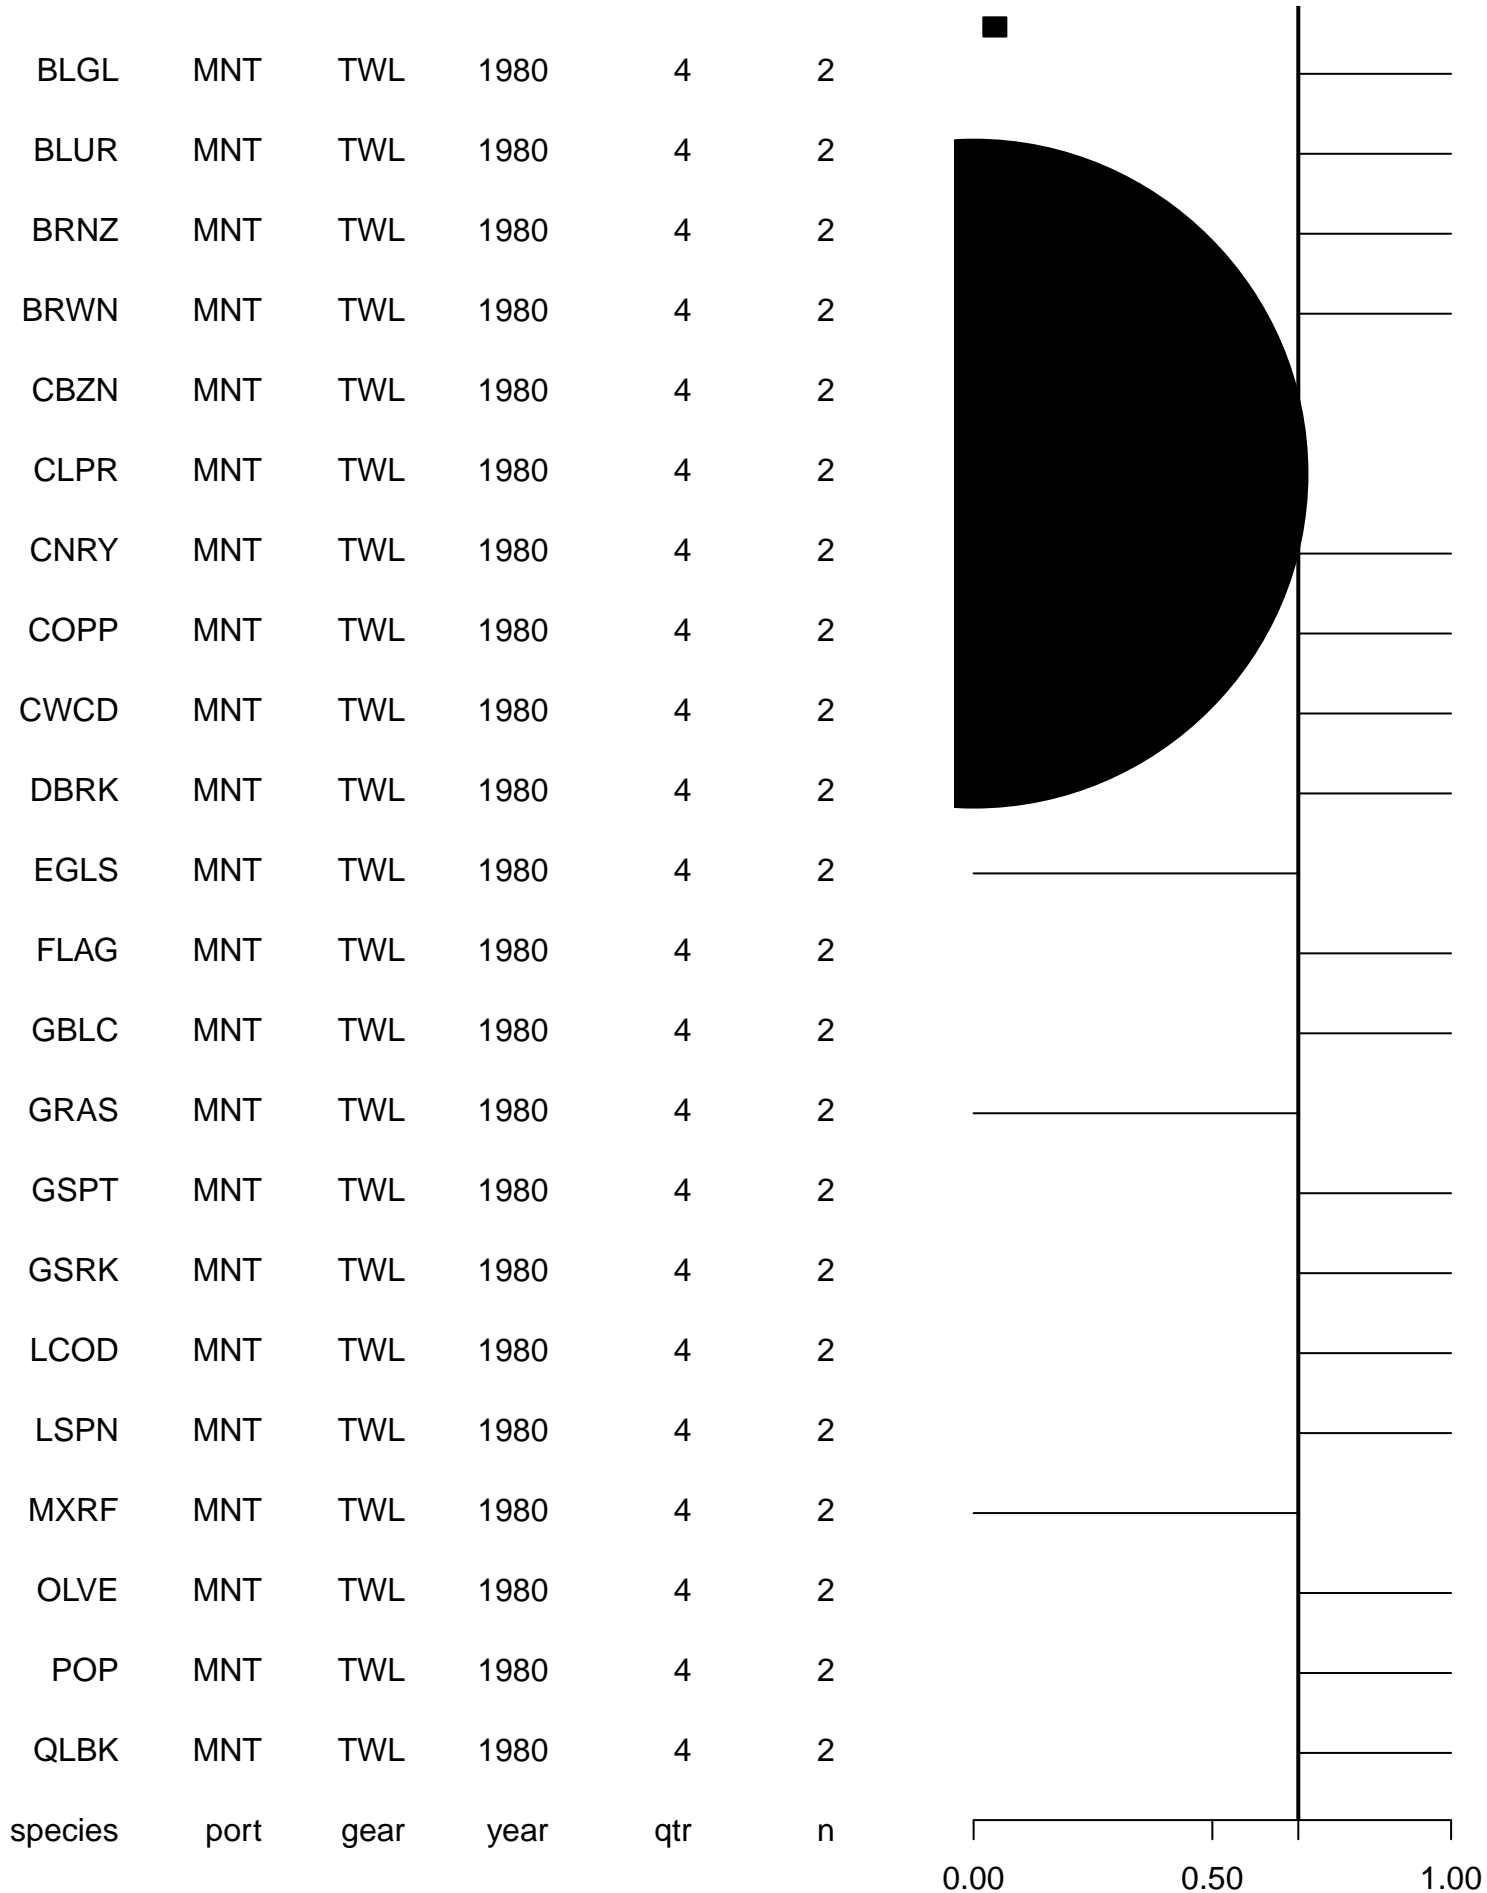 BLGL MNT TWL 1980 4 2
BLUR MNT TWL 1980 4 2
BRNZ MNT TWL 1980 4 2
BRWN MNT TWL 1980 4 2
CBZN MNT TWL 1980 4 2
CLPR MNT TWL 1980 4 2
CNRY MNT TWL 1980 4 2
COPP MNT TWL 1980 4 2
CWCD MNT TWL 1980 4 2
DBRK MNT TWL 1980 4 2
EGLS MNT TWL 1980 4 2
FLAG MNT TWL 1980 4 2
GBLC MNT TWL 1980 4 2
GRAS MNT TWL 1980 4 2
GSPT MNT TWL 1980 4 2
GSRK MNT TWL 1980 4 2
LCOD MNT TWL 1980 4 2
LSPN MNT TWL 1980 4 2
MXRF MNT TWL 1980 4 2
OLVE MNT TWL 1980 4 2
POP MNT TWL 1980 4 2
QLBK MNT TWL 1980 4 2
species port gear year qtr n
0.00 0.50 1.00